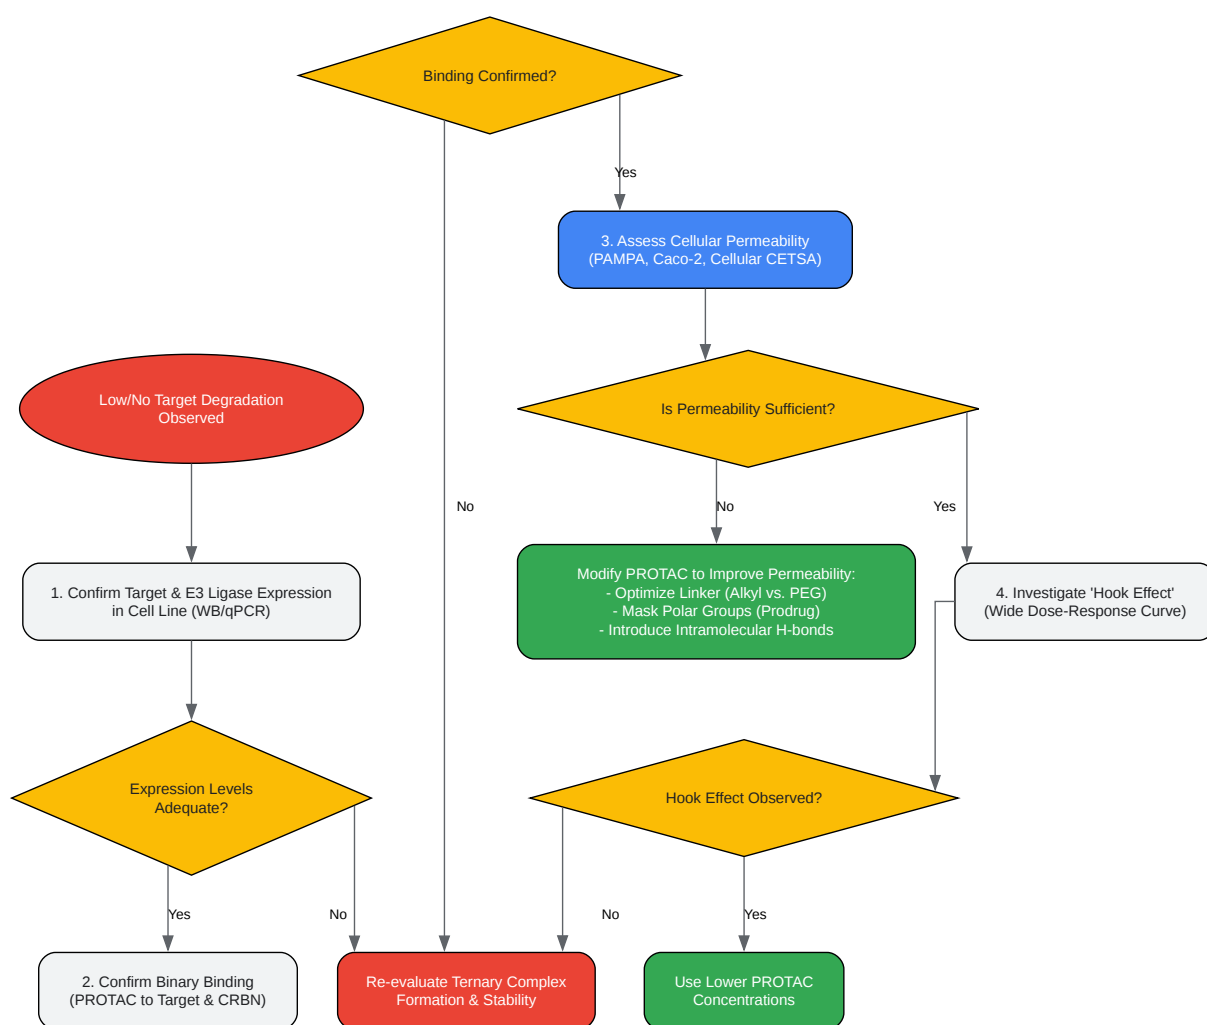 Binding Confirmed?
Yes
3. Assess Cellular Permeability
(PAMPA, Caco-2, Cellular CETSA)
Low/No Target Degradation
Observed
Is Permeability Sufficient?
No
No
Yes
1. Confirm Target & E3 Ligase Expression
in Cell Line (WB/qPCR)
Modify PROTAC to Improve Permeability:
- Optimize Linker (Alkyl vs. PEG)
- Mask Polar Groups (Prodrug)
- Introduce Intramolecular H-bonds
4. Investigate 'Hook Effect'
(Wide Dose-Response Curve)
Expression Levels
Adequate?
Hook Effect Observed?
Yes
No
No
Yes
2. Confirm Binary Binding
(PROTAC to Target & CRBN)
Re-evaluate Ternary Complex
Formation & Stability
Use Lower PROTAC
Concentrations